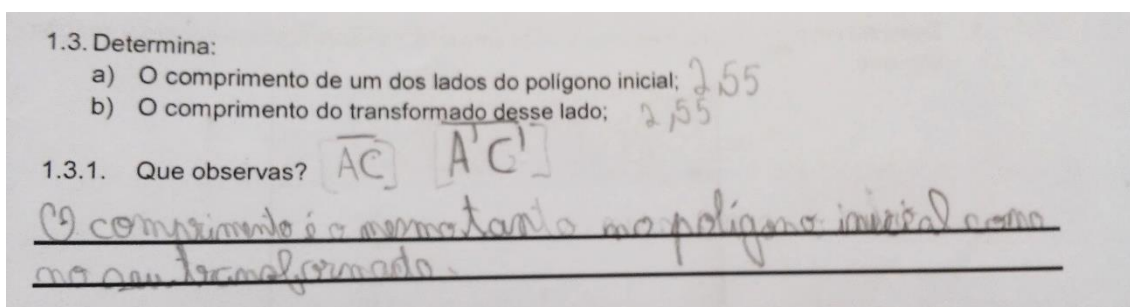 1.3. Determina:
a) O comprimento de um dos lados do polígono inicial; 2,55
b) O comprimento do transformado desse lado; 2,55
1.3.1. Que observas? [AC] [A'C']
O comprimento é o mesmo tanto no polígono inicial como
no seu transformado.